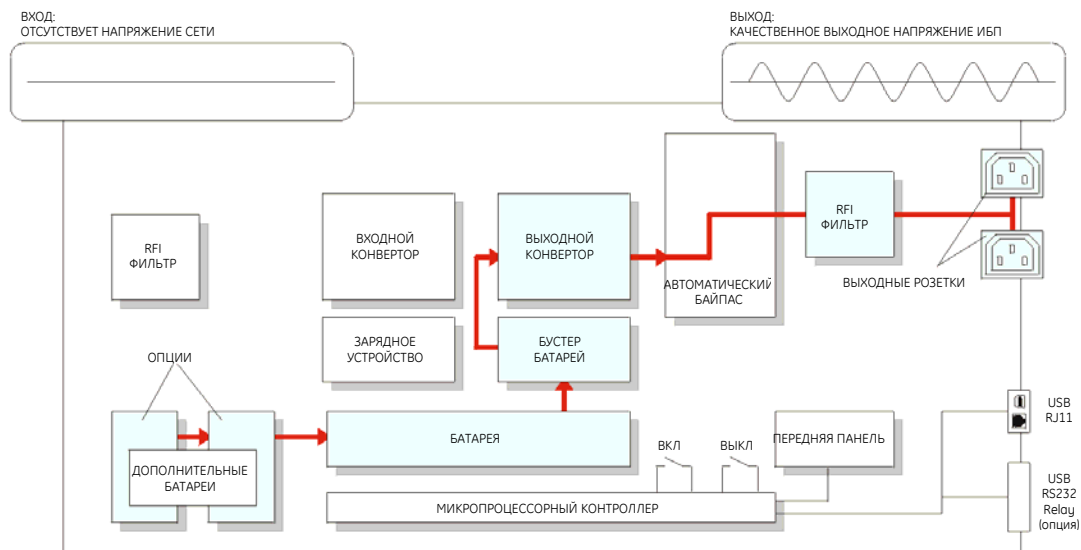 ВХОД:
ОТСУТСТВУЕТ НАПРЯЖЕНИЕ СЕТИ
ВЫХОД:
КАЧЕСТВЕННОЕ ВЫХОДНОЕ НАПРЯЖЕНИЕ ИБП
RFI
ФИЛЬТР
ВХОДНОЙ
КОНВЕРТОР
ВЫХОДНОЙ
КОНВЕРТОР
АВТОМАТИЧЕСКИЙ
БАЙПАС
RFI
ФИЛЬТР
ВЫХОДНЫЕ РОЗЕТКИ
ЗАРЯДНОЕ
УСТРОЙСТВО
БУСТЕР
БАТАРЕЙ
ОПЦИИ
ДОПОЛНИТЕЛЬНЫЕ
БАТАРЕИ
БАТАРЕЯ
ВКЛ
ВЫКЛ
ПЕРЕДНЯЯ ПАНЕЛЬ
МИКРОПРОЦЕССОРНЫЙ КОНТРОЛЛЕР
USB
RJ11
USB
RS232
Relay
(опция)